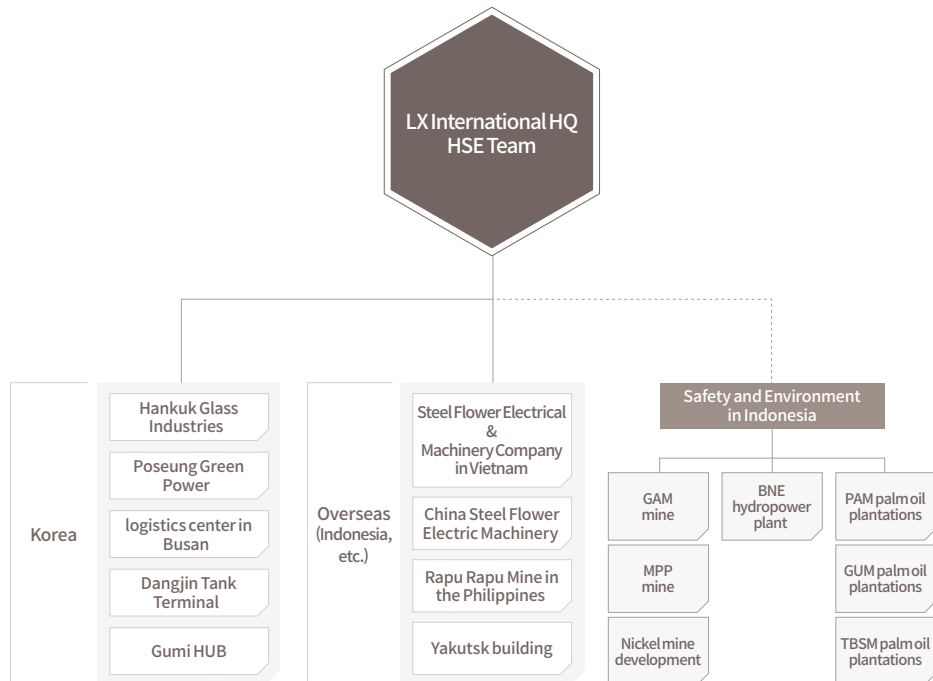 LX International HQ
HSE Team
Korea
Hankuk Glass
Industries
Poseung Green
Power
logistics center in
Busan
Dangjin Tank
Terminal
Gumi HUB
Overseas
(Indonesia,
etc.)
Steel Flower Electrical
&
Machinery Company
in Vietnam
China Steel Flower
Electric Machinery
Rapu Rapu Mine in
the Philippines
Yakutsk building
Safety and Environment
in Indonesia
GAM
mine
MPP
mine
Nickel mine
development
BNE
hydropower
plant
PAM palm oil
plantations
GUM palm oil
plantations
TBSM palm oil
plantations